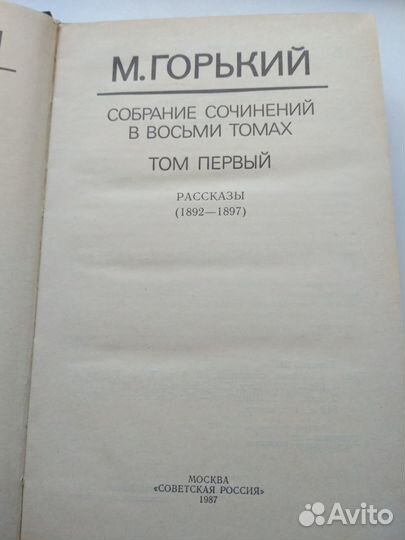 М.ГОРЬКИЙ
СОБРАНИЕ СОЧИНЕНИЙ
В ВОСЬМИ ТОМАХ
ТОМ ПЕРВЫЙ
РАССКАЗЫ
(1892—1897)
МОСКВА
«СОВЕТСКАЯ РОССИЯ»
1987
Avito